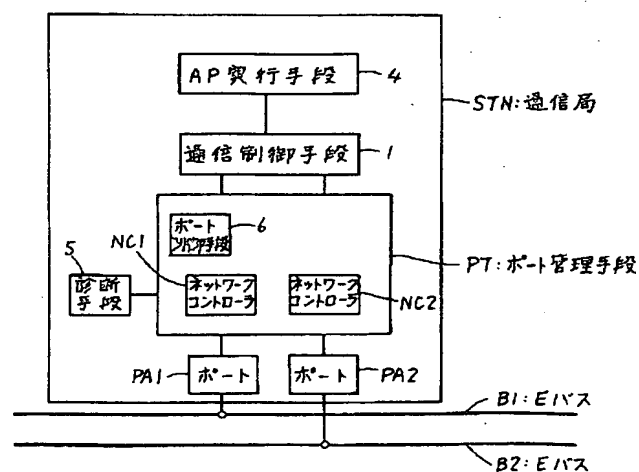 AP実行手段
4
STN:通信局
通信制御手段
1
ポート
手段
6
NC1
5
診断
手段
ネットワーク
コントローラ
ネットワーク
コントローラ
NC2
PT:ポート管理手段
PA1
ポート
ポート
PA2
B1:Eバス
B2:Eバス